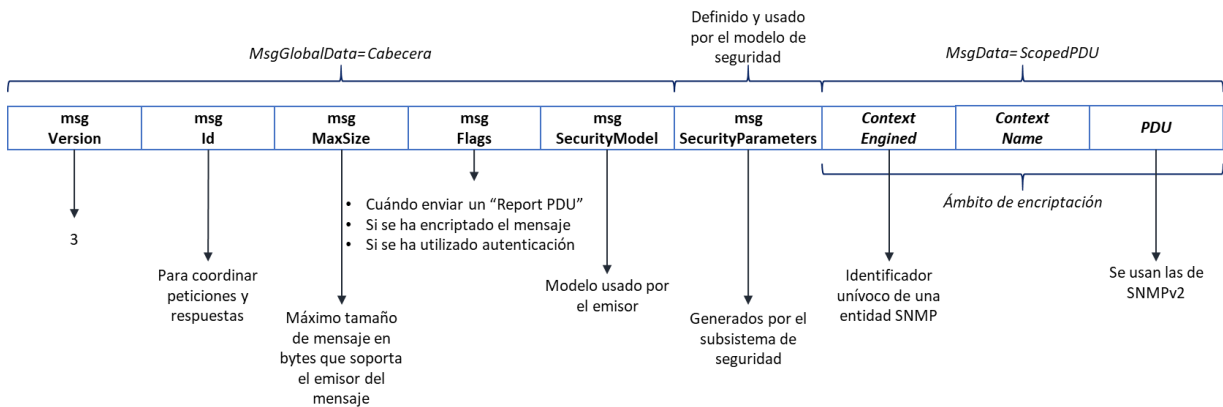 MsgGlobalData=Cabecera
Definido y usado
por el modelo de
seguridad
MsgData=ScopedPDU
msg
Version
msg
Id
msg
MaxSize
msg
Flags
msg
SecurityModel
msg
SecurityParameters
Context
Engined
Context
Name
PDU
3
Para coordinar
peticiones y
respuestas
Máximo tamaño
de mensaje en
bytes que soporta
el emisor del
mensaje
• Cuándo enviar un “Report PDU”
• Si se ha encriptado el mensaje
• Si se ha utilizado autenticación
Modelo usado por
el emisor
Generados por el
subsistema de
seguridad
Ámbito de encriptación
Identificador
unívoco de una
entidad SNMP
Se usan las de
SNMPv2